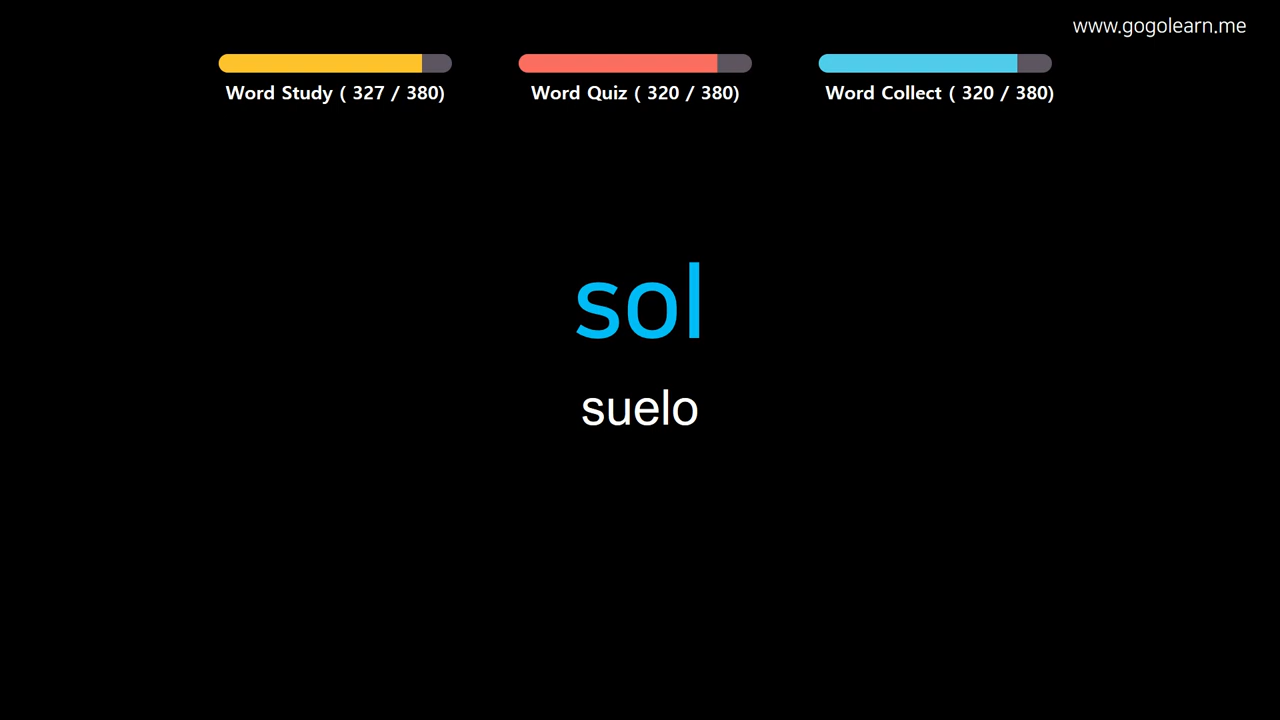 www.gogolearn.me
Word Study ( 327 / 380)
Word Quiz ( 320 / 380)
Word Collect ( 320 / 380)
sol
suelo